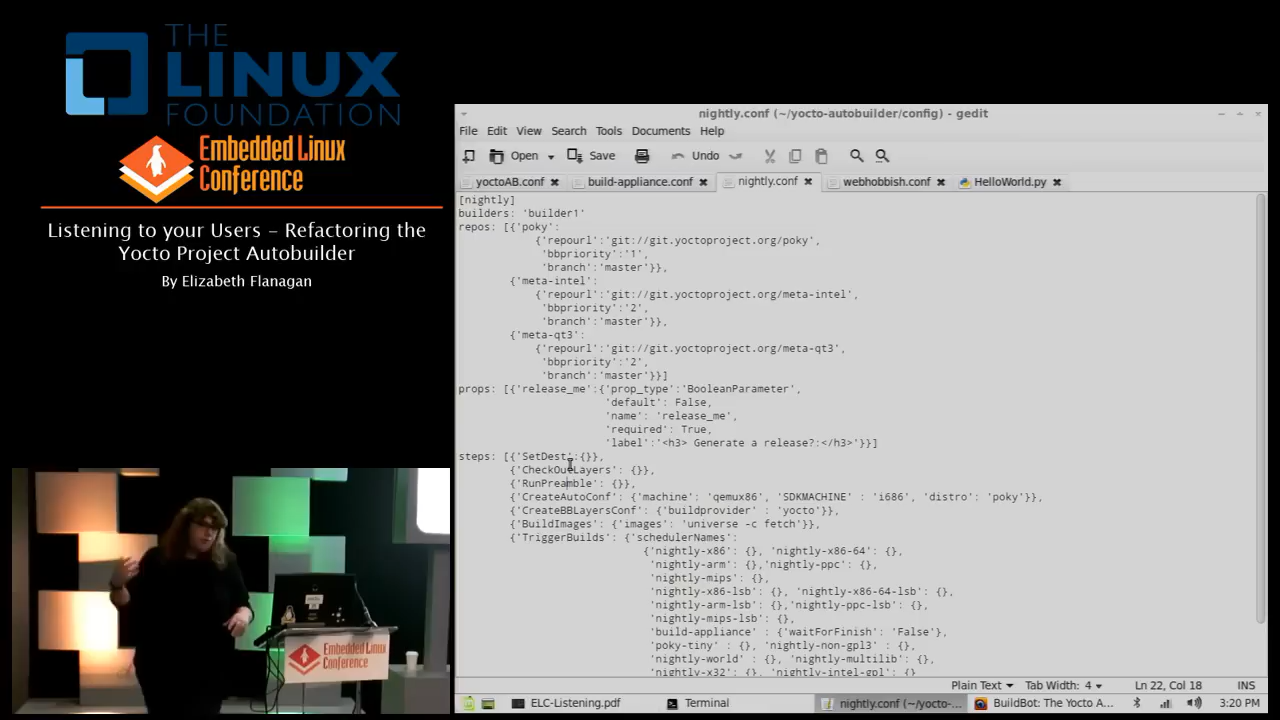 THE
LINUX
FOUNDATION
Embedded Linux
Conference
Listening to your Users – Refactoring the
Yocto Project Autobuilder
By Elizabeth Flanagan
nightly.conf (~/yocto-autobuilder/config) - gedit
File Edit View Search Tools Documents Help
Open Save Undo
yoctoAB.conf build-appliance.conf nightly.conf webhobbish.conf HelloWorld.py
[nightly]
builders: 'builder1'
repos: [{'poky':
{'repourl':'git://git.yoctoproject.org/poky',
'bbpriority':'1',
'branch':'master'}},
{'meta-intel':
{'repourl':'git://git.yoctoproject.org/meta-intel',
'bbpriority':'2',
'branch':'master'}},
{'meta-qt3':
{'repourl':'git://git.yoctoproject.org/meta-qt3',
'bbpriority':'2',
'branch':'master'}}]
props: [{'release_me':{'prop_type':'BooleanParameter',
'default': False,
'name': 'release_me',
'required': True,
'label':'<h3> Generate a release?:</h3>'}}]
steps: [{'SetDest':{}},
{'CheckOutLayers': {}},
{'RunPreamble': {}},
{'CreateAutoConf': {'machine': 'qemux86', 'SDKMACHINE' : 'i686', 'distro': 'poky'}},
{'CreateBBLayersConf': {'buildprovider' : 'yocto'}},
{'BuildImages': {'images': 'universe -c fetch'}},
{'TriggerBuilds': {'schedulerNames':
{'nightly-x86': {}, 'nightly-x86-64': {},
'nightly-arm': {},'nightly-ppc': {},
'nightly-mips': {},
'nightly-x86-lsb': {}, 'nightly-x86-64-lsb': {},
'nightly-arm-lsb': {},'nightly-ppc-lsb': {},
'nightly-mips-lsb': {},
'build-appliance' : {'waitForFinish': 'False'},
'poky-tiny' : {}, 'nightly-non-gpl3' : {},
'nightly-world' : {}, 'nightly-multilib': {},
'nightly-x32' : {}, 'nightly-intel-gpl' : {},
Plain Text Tab Width: 4 Ln 22, Col 18 INS
ELC-Listening.pdf Terminal nightly.conf (~/yocto-... BuildBot: The Yocto A... 3:20 PM
Embedded Linux
Conference